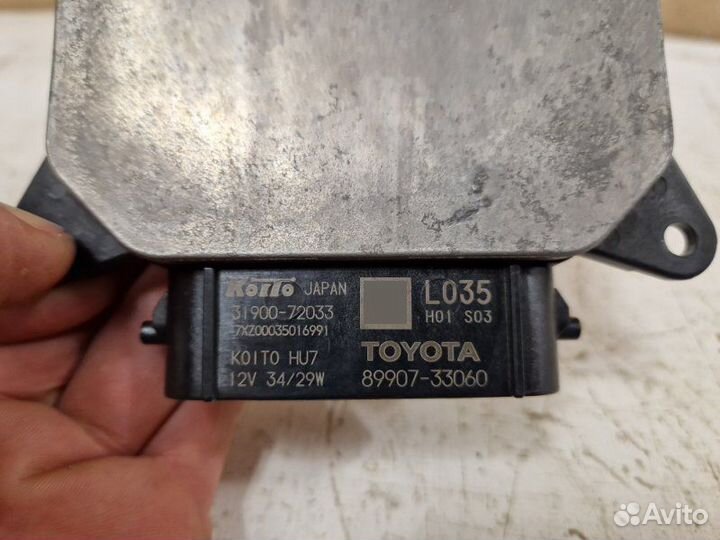 Koito JAPAN
31900-72033
7XZ00035016991
KOITO HU7
12V 34/29W
L035
H01 S03
TOYOTA
89907-33060
Avito